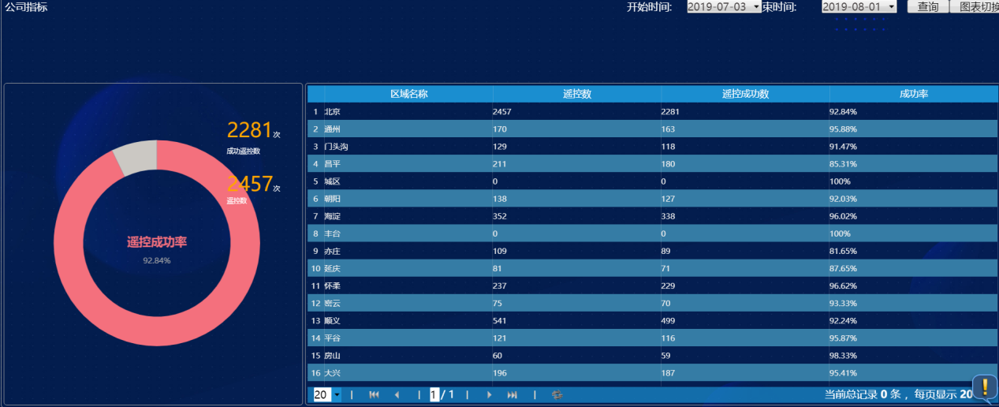 公司指标 开始时间: 2019-07-03 束时间: 2019-08-01 查询 图表切换
2281次
成功遥控数
2457次
遥控数
遥控成功率
92.84%
区域名称 遥控数 遥控成功数 成功率
1 北京 2457 2281 92.84%
2 通州 170 163 95.88%
3 门头沟 129 118 91.47%
4 昌平 211 180 85.31%
5 城区 0 0 100%
6 朝阳 138 127 92.03%
7 海淀 352 338 96.02%
8 丰台 0 0 100%
9 亦庄 109 89 81.65%
10 延庆 81 71 87.65%
11 怀柔 237 229 96.62%
12 密云 75 70 93.33%
13 顺义 541 499 92.24%
14 平谷 121 116 95.87%
15 房山 60 59 98.33%
16 大兴 196 187 95.41%
20 1 / 1 当前总记录 0 条 ，每页显示 20